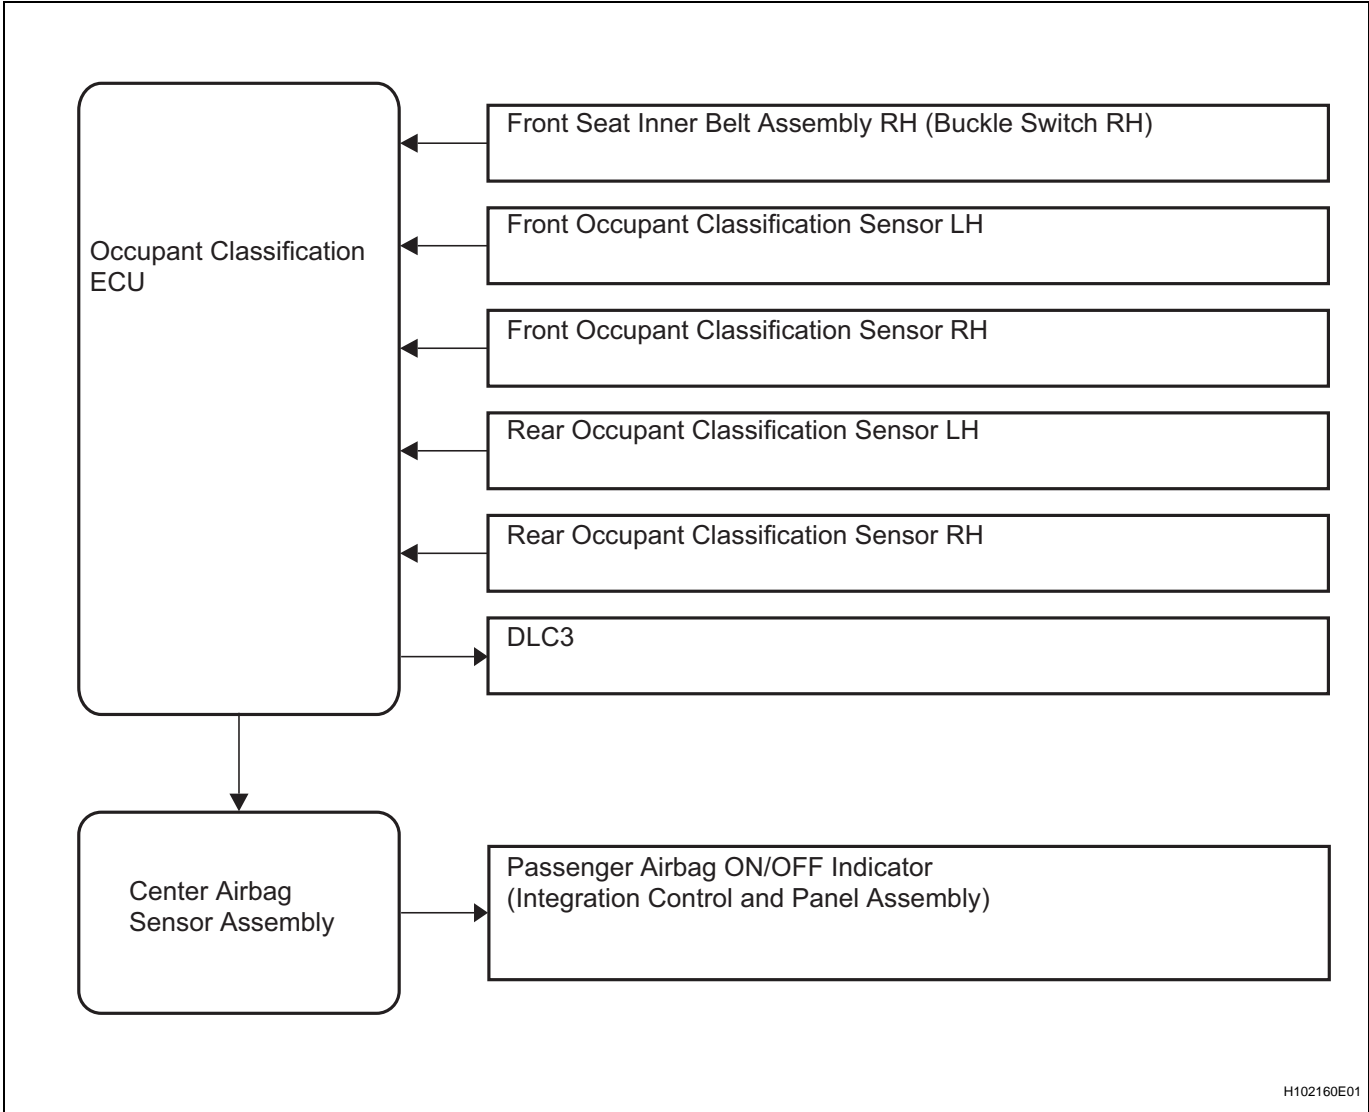 Front Seat Inner Belt Assembly RH (Buckle Switch RH)
Front Occupant Classification Sensor LH
Occupant Classification
ECU
Front Occupant Classification Sensor RH
Rear Occupant Classification Sensor LH
Rear Occupant Classification Sensor RH
DLC3
Passenger Airbag ON/OFF Indicator
(Integration Control and Panel Assembly)
Center Airbag
Sensor Assembly
H102160E01